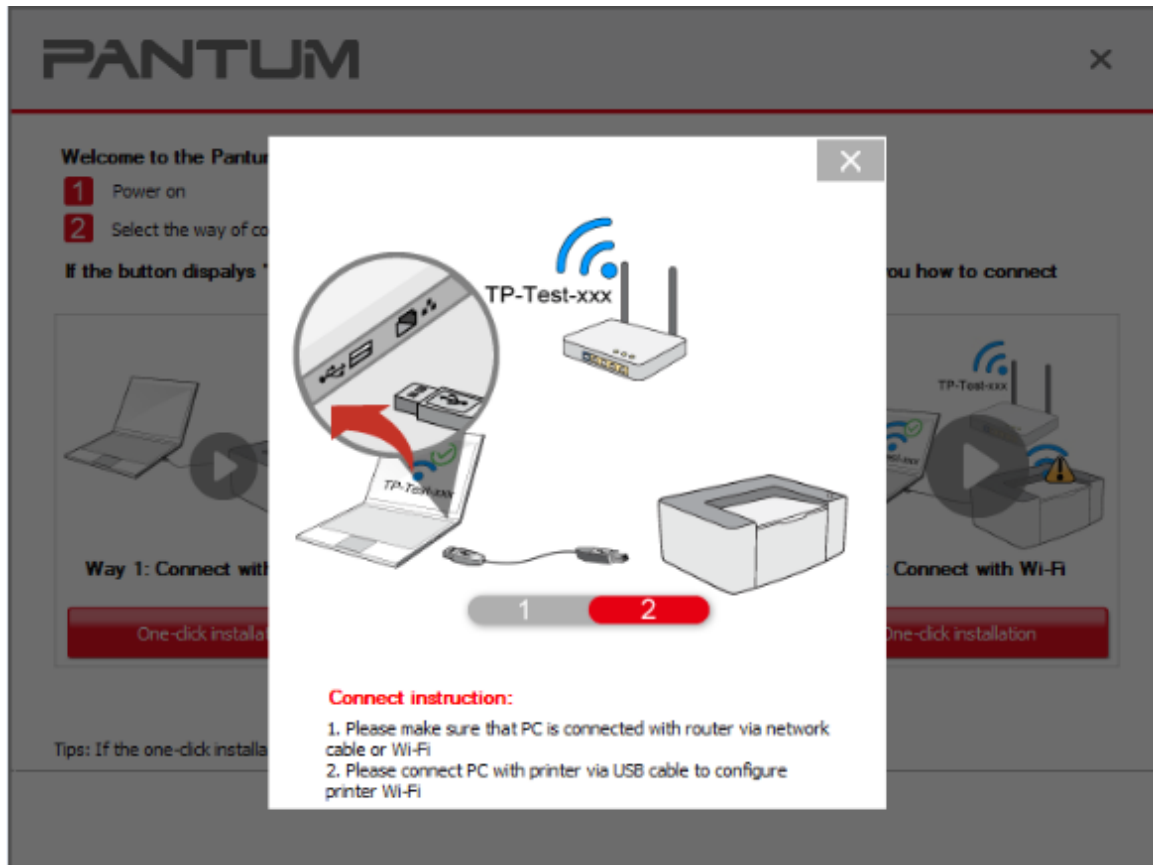 PANTUM
Welcome to the Pantum
1 Power on
2 Select the way of co
If the button dispalys " ou how to connect
TP-Test-xxx
TP-Test-xxx
TP-Test-xxx
Way 1: Connect with
Connect with Wi-Fi
One-click installat
ne-click installation
1 2
Connect instruction:
1. Please make sure that PC is connected with router via network
cable or Wi-Fi
2. Please connect PC with printer via USB cable to configure
printer Wi-Fi
Tips: If the one-click installa